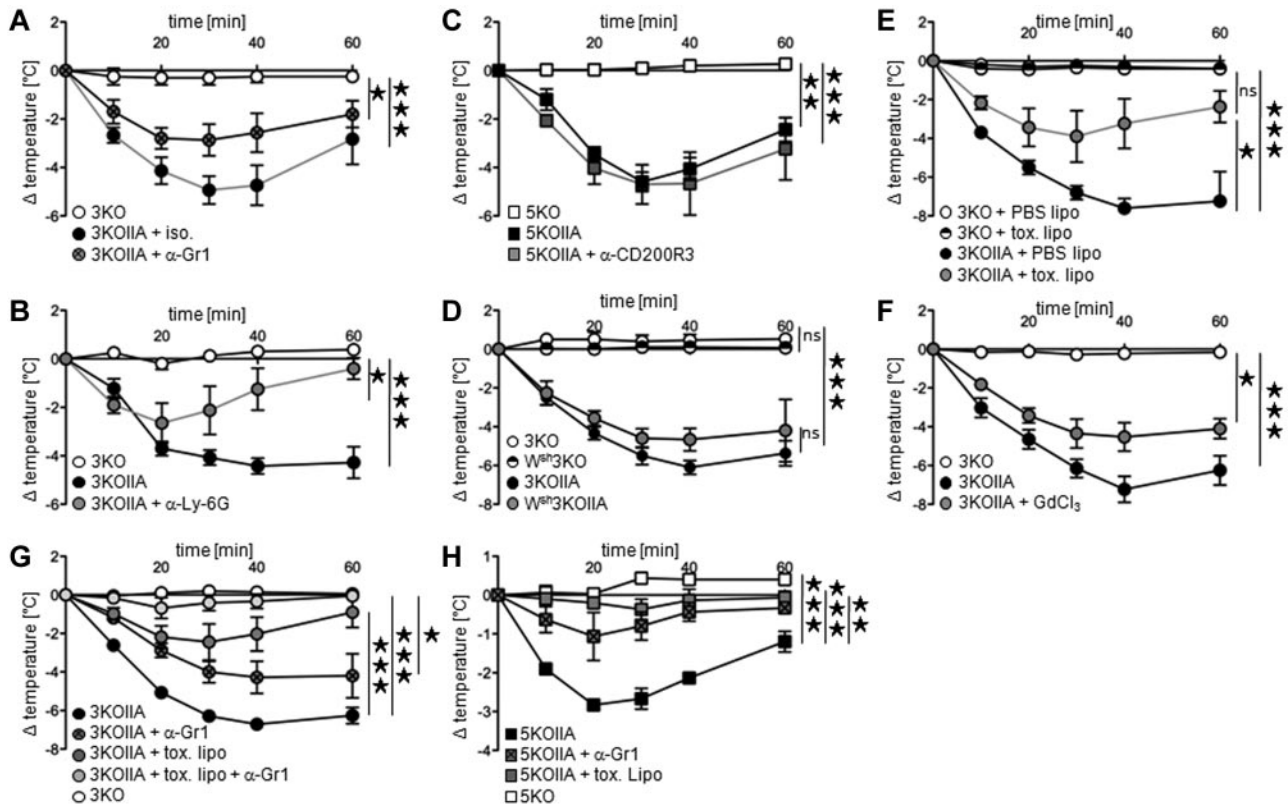 A
time [min]
20 40 60
2
0
-2
-4
-6
Δ temperature [°C]
3KO
3KOIIA + iso.
3KOIIA + α-Gr1
★
★★★
C
time [min]
20 40 60
2
0
-2
-4
-6
Δ temperature [°C]
5KO
5KOIIA
5KOIIA + α-CD200R3
★★
★★★
E
time [min]
20 40 60
2
0
-2
-4
-6
-8
Δ temperature [°C]
3KO + PBS lipo
3KO + tox. lipo
3KOIIA + PBS lipo
3KOIIA + tox. lipo
ns
★
★★★
B
time [min]
20 40 60
2
0
-2
-4
-6
Δ temperature [°C]
3KO
3KOIIA
3KOIIA + α-Ly-6G
★
★★★
D
time [min]
20 40 60
2
0
-2
-4
-6
-8
Δ temperature [°C]
3KO
Wsh3KO
3KOIIA
Wsh3KOIIA
ns
ns
★★★
F
time [min]
20 40 60
2
0
-2
-4
-6
-8
Δ temperature [°C]
3KO
3KOIIA
3KOIIA + GdCl3
★
★★★
G
time [min]
20 40 60
2
0
-2
-4
-6
-8
Δ temperature [°C]
3KOIIA
3KOIIA + α-Gr1
3KOIIA + tox. lipo
3KOIIA + tox. lipo + α-Gr1
3KO
★★★
★★★
★
H
time [min]
20 40 60
1
0
-1
-2
-3
-4
Δ temperature [°C]
5KOIIA
5KOIIA + α-Gr1
5KOIIA + tox. Lipo
5KO
★★★
★★★
★★